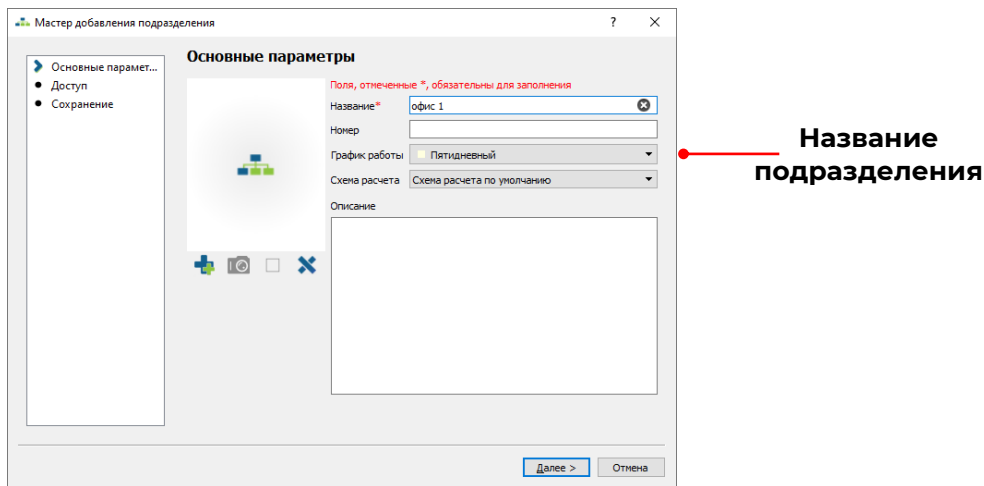 Мастер добавления подразделения
Основные парамет...
Доступ
Сохранение
Основные параметры
Поля, отмеченные *, обязательны для заполнения
Название*
офис 1
Номер
График работы
Пятидневный
Схема расчета
Схема расчета по умолчанию
Описание
Далее >
Отмена
Название
подразделения